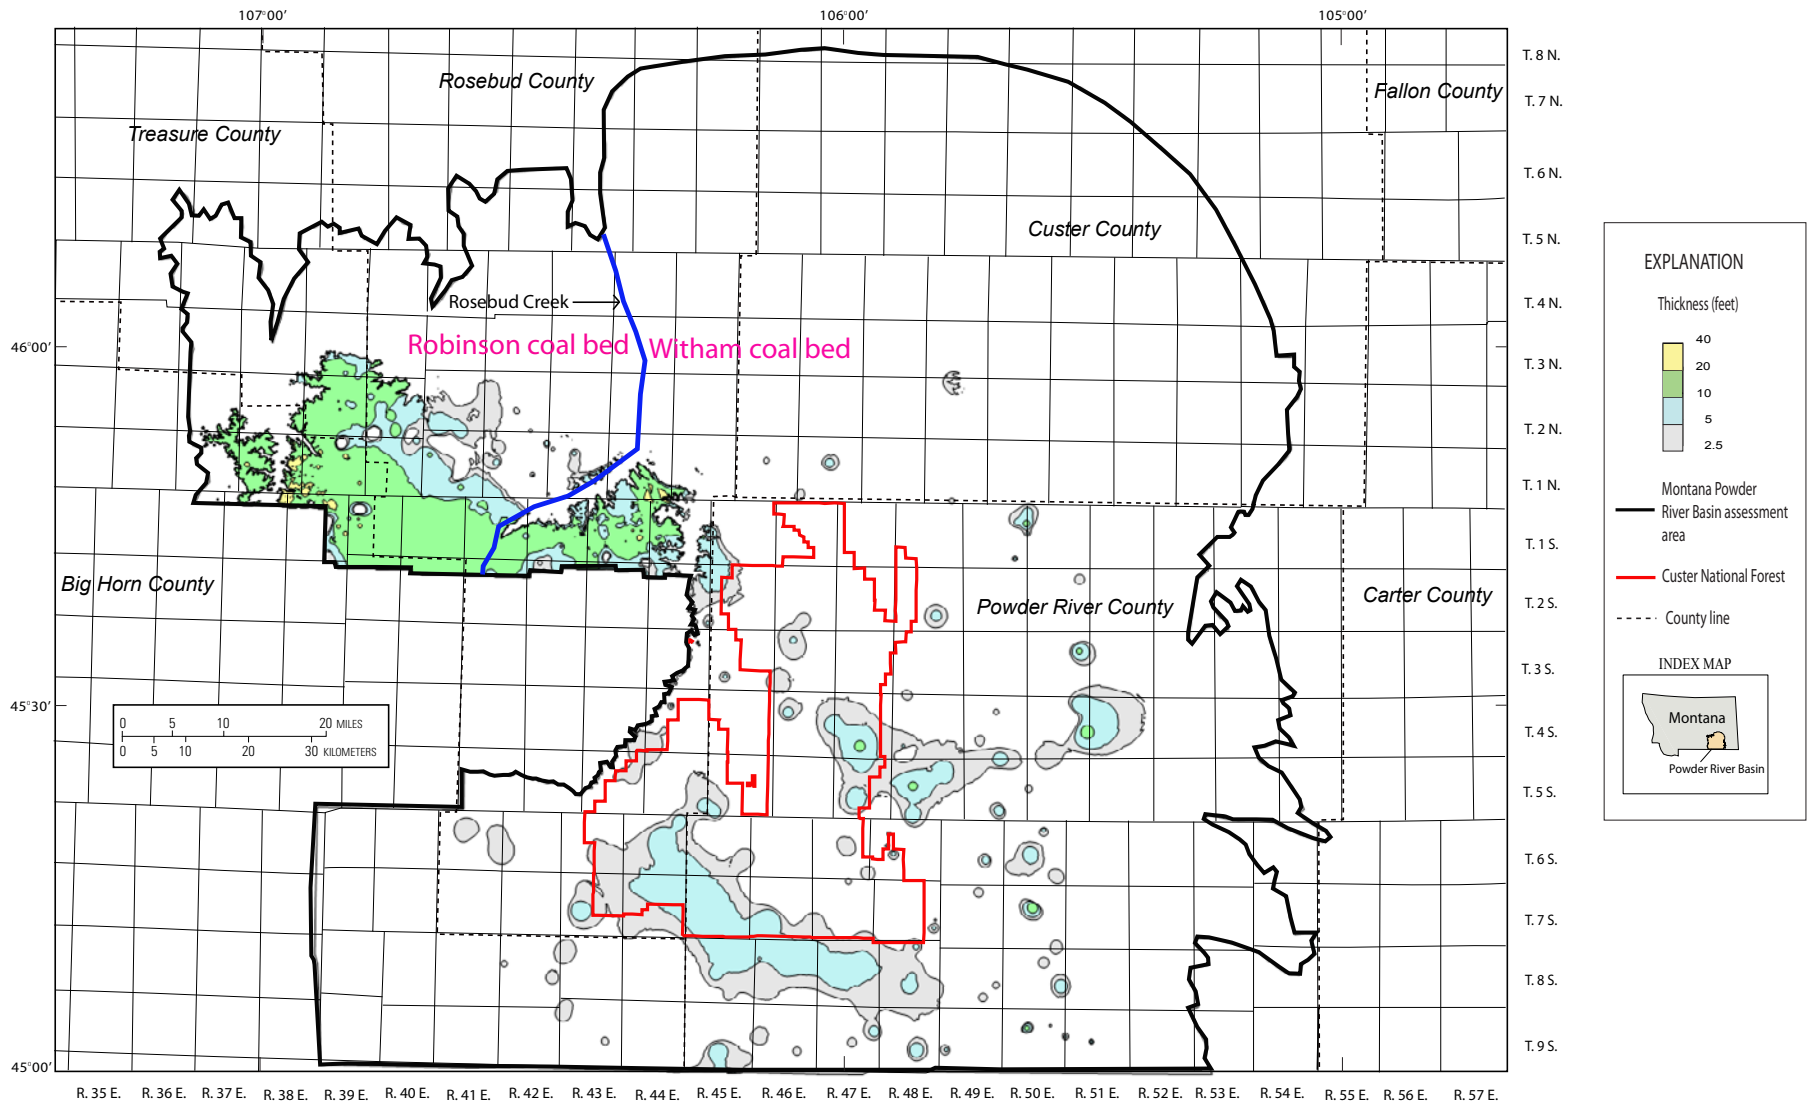 107°00′
106°00′
105°00′
T. 8 N.
T. 7 N.
T. 6 N.
T. 5 N.
T. 4 N.
T. 3 N.
T. 2 N.
T. 1 N.
T. 1 S.
T. 2 S.
T. 3 S.
T. 4 S.
T. 5 S.
T. 6 S.
T. 7 S.
T. 8 S.
T. 9 S.
Rosebud County
Fallon County
Treasure County
Custer County
Rosebud Creek
46°00′
Robinson coal bed
Witham coal bed
Big Horn County
Powder River County
Carter County
45°30′
0 5 10 20 MILES
0 5 10 20 30 KILOMETERS
45°00′
R. 35 E.
R. 36 E.
R. 37 E.
R. 38 E.
R. 39 E.
R. 40 E.
R. 41 E.
R. 42 E.
R. 43 E.
R. 44 E.
R. 45 E.
R. 46 E.
R. 47 E.
R. 48 E.
R. 49 E.
R. 50 E.
R. 51 E.
R. 52 E.
R. 53 E.
R. 54 E.
R. 55 E.
R. 56 E.
R. 57 E.
EXPLANATION
Thickness (feet)
40
20
10
5
2.5
Montana Powder
River Basin assessment
area
Custer National Forest
County line
INDEX MAP
Montana
Powder River Basin